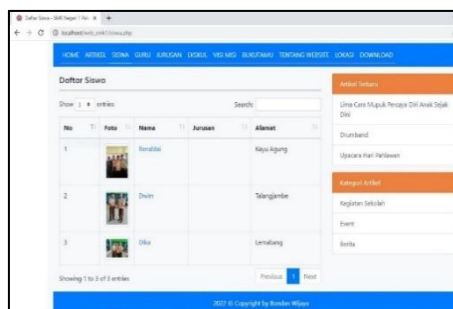 Daftar Siswa - SMK Negeri 1 Pali
localhost/web_smk1/siswa.php
HOME ARTIKEL SISWA GURU JURUSAN EKSKUL VISI MISI BUKUTAMU TENTANG WEBSITE LOKASI DOWNLOAD
Daftar Siswa
Show entries Search:
No Foto Nama Jurusan Alamat
1 Kayu Agung
2 Dwin Talangjambe
3 Dika Lematang
Showing 1 to 3 of 3 entries
Previous 1 Next
Artikel Terbaru
Lima Cara Mupuk Percaya Diri Anak Sejak Dini
Drumband
Upacara Hari Pahlawan
Kategori Artikel
Kegiatan Sekolah
Event
Berita
2022 © Copyright by Bondan Wijaya